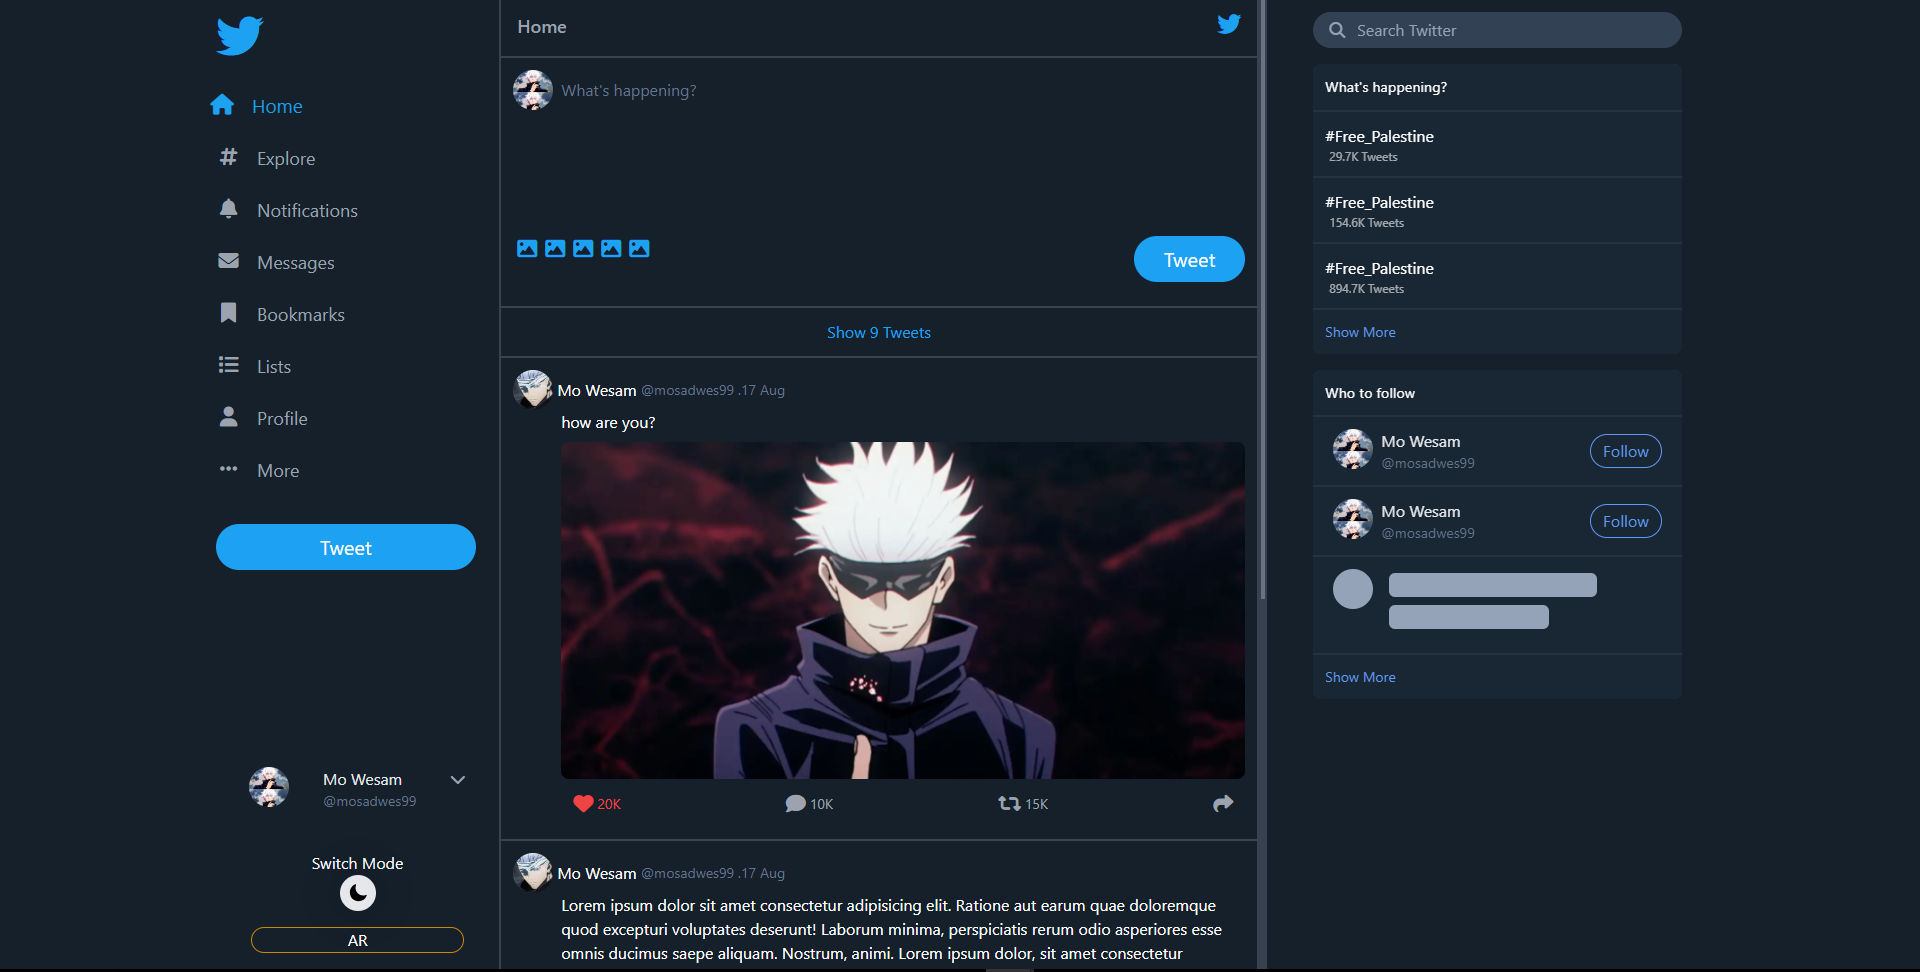 Home
Explore
Notifications
Messages
Bookmarks
Lists
Profile
More
Tweet
Mo Wesam
@mosadwes99
Switch Mode
AR
Home
What's happening?
Tweet
Show 9 Tweets
Mo Wesam @mosadwes99 .17 Aug
how are you?
20K 10K 15K
Mo Wesam @mosadwes99 .17 Aug
Lorem ipsum dolor sit amet consectetur adipisicing elit. Ratione aut earum quae doloremque
quod excepturi voluptates deserunt! Laborum minima, perspiciatis rerum odio asperiores esse
omnis ducimus saepe aliquam. Nostrum, animi. Lorem ipsum dolor, sit amet consectetur
Search Twitter
What's happening?
#Free_Palestine
29.7K Tweets
#Free_Palestine
154.6K Tweets
#Free_Palestine
894.7K Tweets
Show More
Who to follow
Mo Wesam
@mosadwes99
Follow
Mo Wesam
@mosadwes99
Follow
Show More